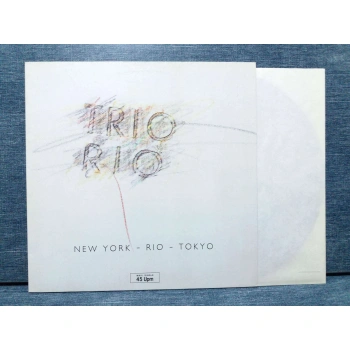 TRIO
RIO
NEW YORK – RIO – TOKYO
45 Upm